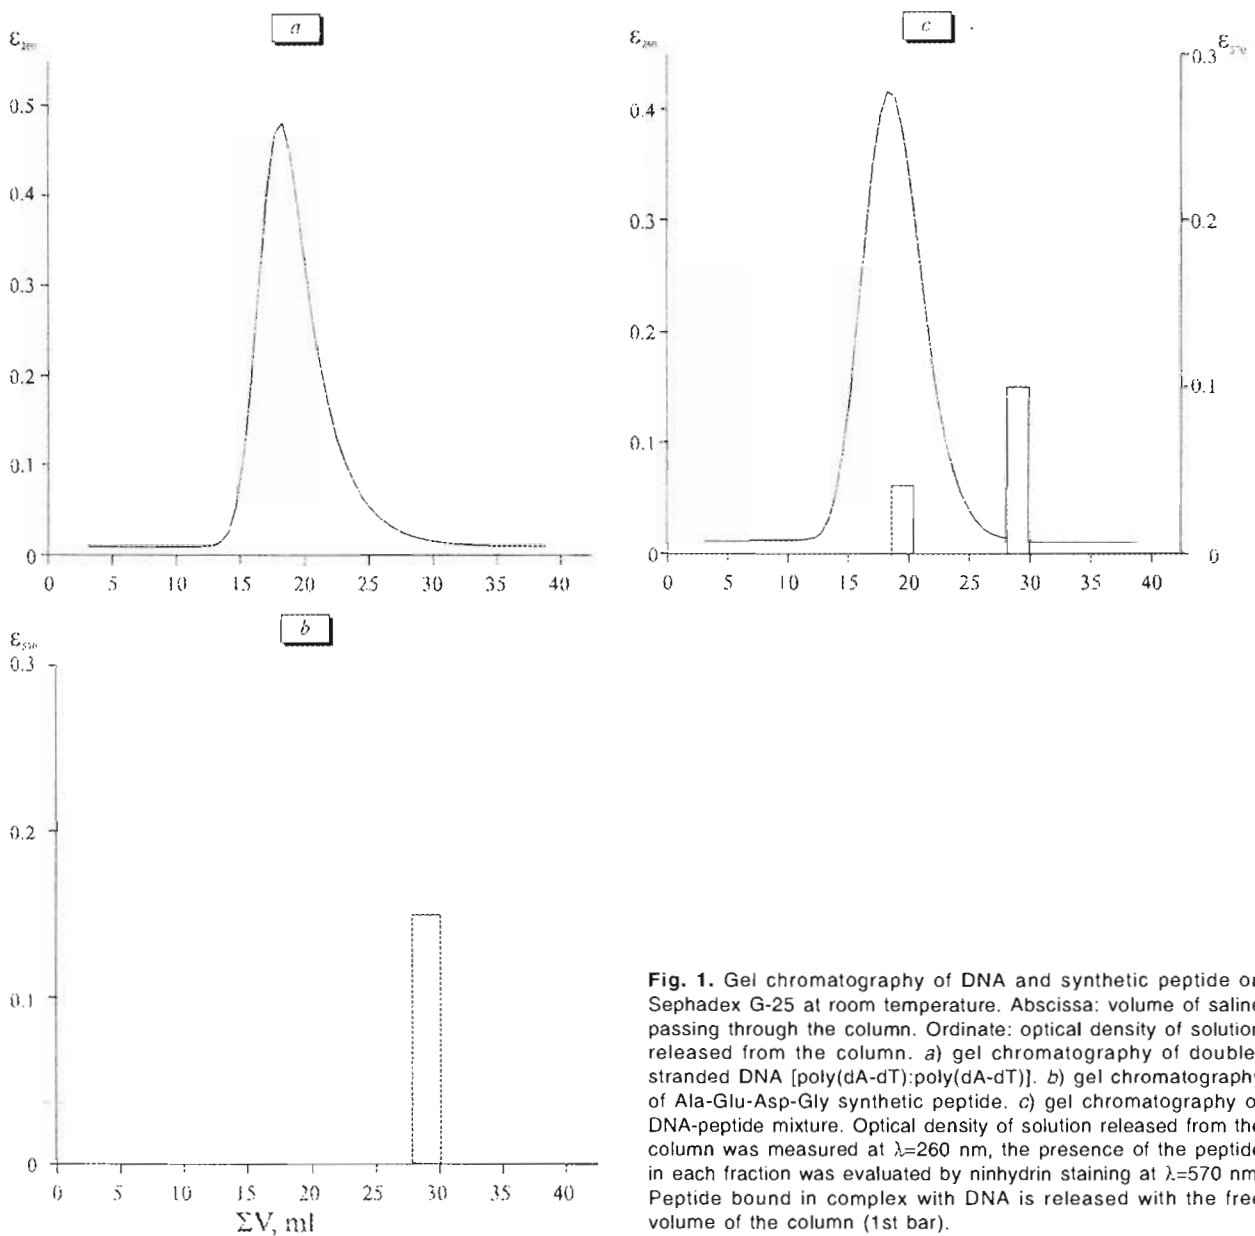 a
ε
0.5
0.4
0.3
0.2
0.1
0
0 5 10 15 20 25 30 35 40
c
ε
0.4
0.3
0.2
0.1
0
0.3 ε
0.2
0.1
0
0 5 10 15 20 25 30 35 40
b
ε
0.3
0.2
0.1
0
0 5 10 15 20 25 30 35 40
ΣV, ml
Fig. 1. Gel chromatography of DNA and synthetic peptide
Sephadex G-25 at room temperature. Abscissa: volume of saline
passing through the column. Ordinate: optical density of solution
released from the column. a) gel chromatography of double
stranded DNA [poly(dA-dT):poly(dA-dT)]. b) gel chromatography
of Ala-Glu-Asp-Gly synthetic peptide. c) gel chromatography
DNA-peptide mixture. Optical density of solution released from the
column was measured at λ=260 nm, the presence of the peptide
in each fraction was evaluated by ninhydrin staining at λ=570 nm
Peptide bound in complex with DNA is released with the free
volume of the column (1st bar).